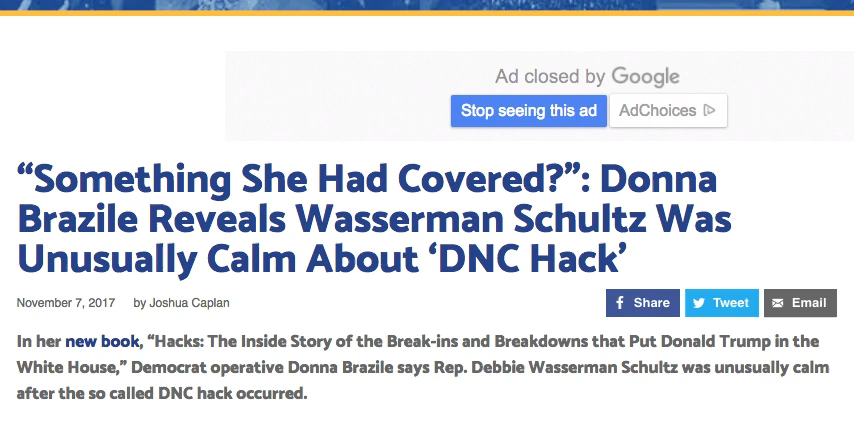 Ad closed by Google
Stop seeing this ad
AdChoices
“Something She Had Covered?”: Donna
Brazile Reveals Wasserman Schultz Was
Unusually Calm About ‘DNC Hack’
November 7, 2017 by Joshua Caplan
Share
Tweet
Email
In her new book, “Hacks: The Inside Story of the Break-ins and Breakdowns that Put Donald Trump in the
White House,” Democrat operative Donna Brazile says Rep. Debbie Wasserman Schultz was unusually calm
after the so called DNC hack occurred.